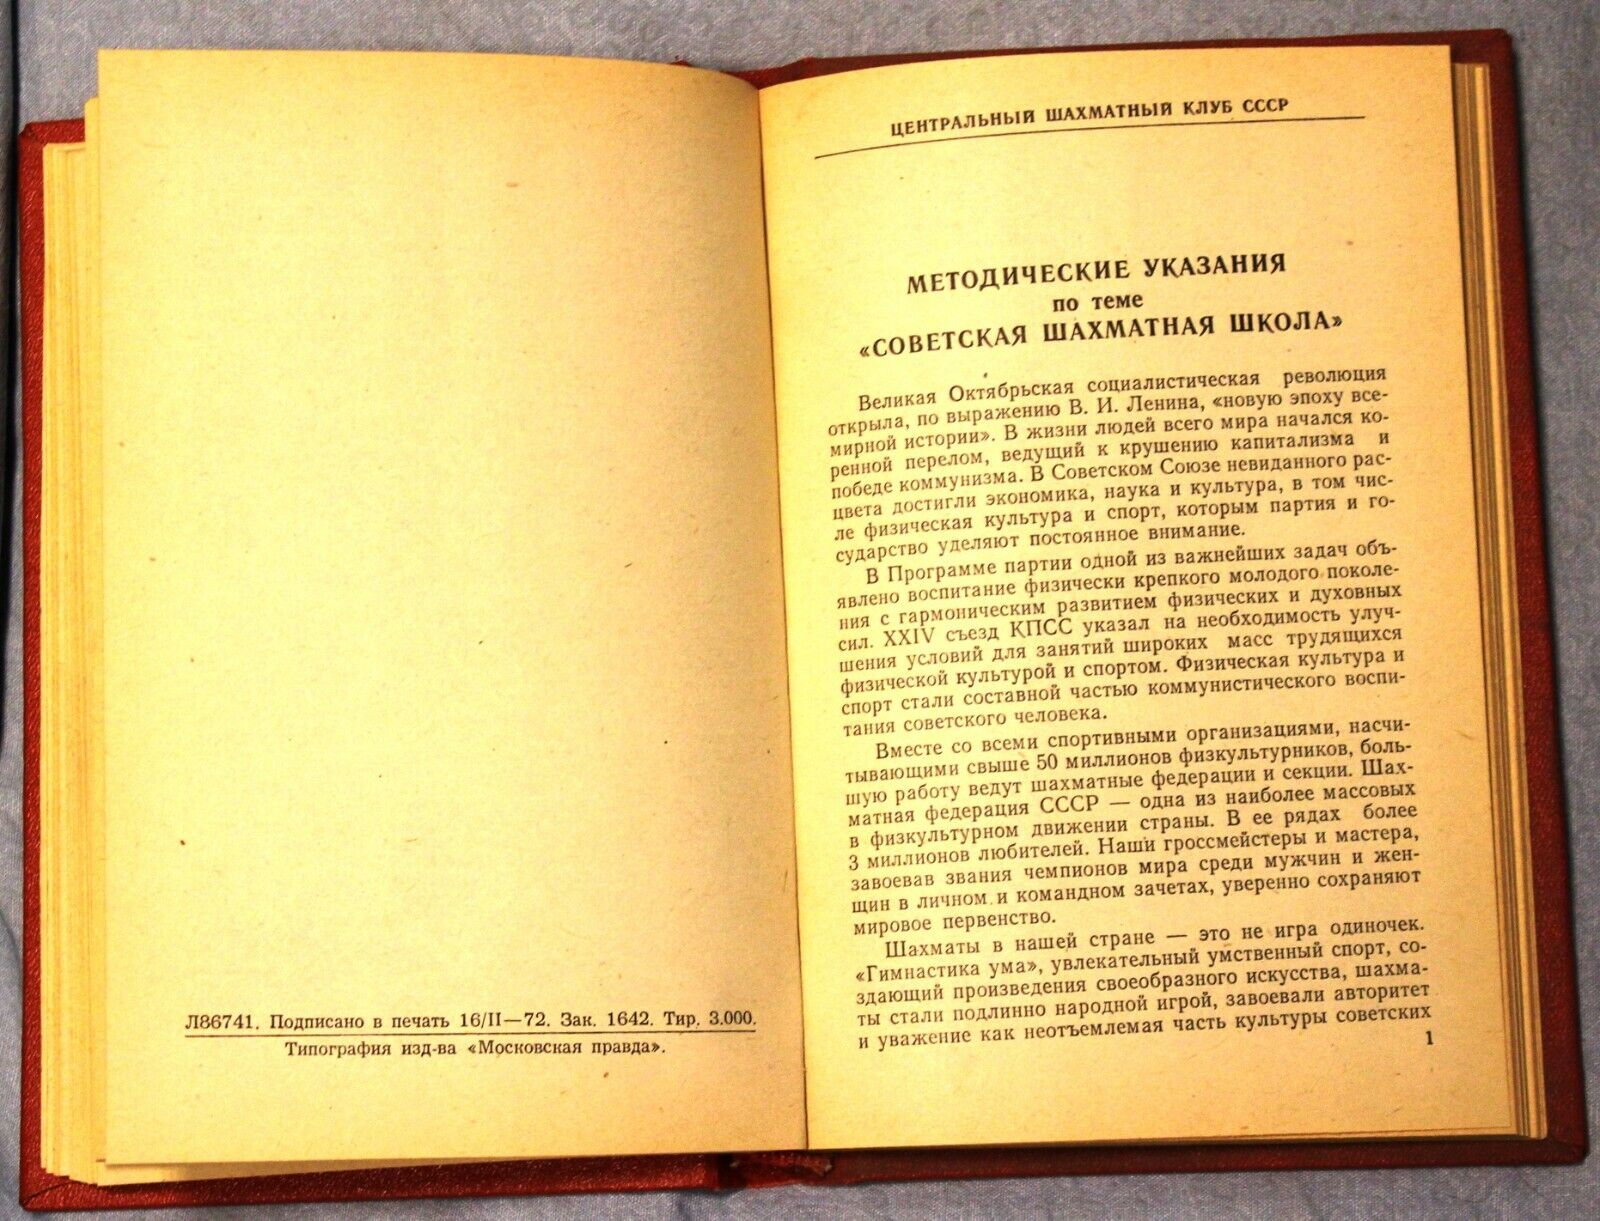 Л86741. Подписано в печать 16/II—72. Зак. 1642. Тир. 3.000.
Типография изд-ва «Московская правда».
ЦЕНТРАЛЬНЫЙ ШАХМАТНЫЙ КЛУБ СССР
МЕТОДИЧЕСКИЕ УКАЗАНИЯ
по теме
«СОВЕТСКАЯ ШАХМАТНАЯ ШКОЛА»
Великая Октябрьская социалистическая революция
открыла, по выражению В. И. Ленина, «новую эпоху все-
мирной истории». В жизни людей всего мира начался ко-
ренной перелом, ведущий к крушению капитализма и
победе коммунизма. В Советском Союзе невиданного рас-
цвета достигли экономика, наука и культура, в том чис-
ле физическая культура и спорт, которым партия и го-
сударство уделяют постоянное внимание.
В Программе партии одной из важнейших задач объ-
явлено воспитание физически крепкого молодого поколе-
ния с гармоническим развитием физических и духовных
сил. XXIV съезд КПСС указал на необходимость улуч-
шения условий для занятий широких масс трудящихся
физической культурой и спортом. Физическая культура и
спорт стали составной частью коммунистического воспи-
тания советского человека.
Вместе со всеми спортивными организациями, насчи-
тывающими свыше 50 миллионов физкультурников, боль-
шую работу ведут шахматные федерации и секции. Шах-
матная федерация СССР — одна из наиболее массовых
в физкультурном движении страны. В ее рядах более
3 миллионов любителей. Наши гроссмейстеры и мастера,
завоевав звания чемпионов мира среди мужчин и жен-
щин в личном и командном зачетах, уверенно сохраняют
мировое первенство.
Шахматы в нашей стране — это не игра одиночек.
«Гимнастика ума», увлекательный умственный спорт, со-
здающий произведения своеобразного искусства, шахма-
ты стали подлинно народной игрой, завоевали авторитет
и уважение как неотъемлемая часть культуры советских
1